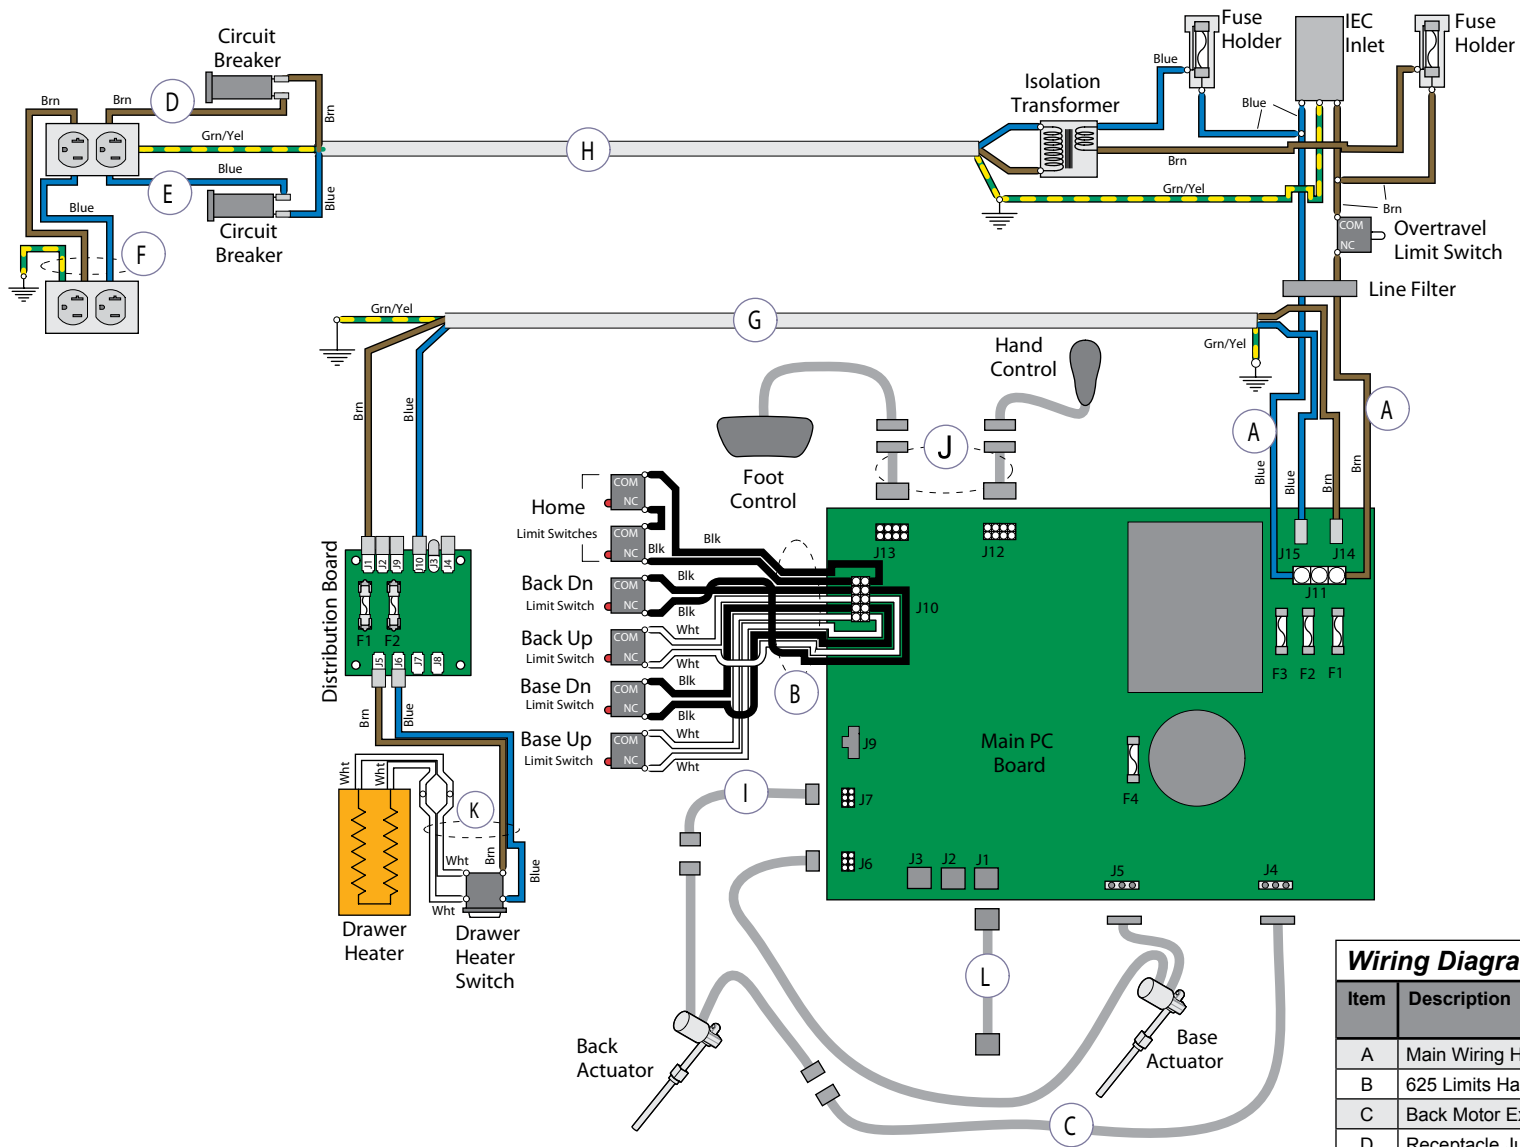 Circuit
Breaker
Brn
Brn
D
Brn
Grn/Yel
H
E
Blue
Blue
Blue
Circuit
Breaker
F
Isolation
Transformer
Blue
Fuse
Holder
IEC
Inlet
Fuse
Holder
Blue
Brn
Grn/Yel
Brn
COM
NC
Overtravel
Limit Switch
Line Filter
Grn/Yel
G
Grn/Yel
Hand
Control
Brn
Blue
A
A
J
Foot
Control
Blue
Blue
Brn
Brn
Home
Limit Switches
COM
NC
COM
NC
Blk
Blk
Back Dn
Limit Switch
COM
NC
Blk
Blk
Back Up
Limit Switch
COM
NC
Wht
Wht
Base Dn
Limit Switch
COM
NC
Blk
Blk
Base Up
Limit Switch
COM
NC
Wht
Wht
B
J13
J12
J15
J14
J11
J10
F3
F2
F1
J9
Main PC
Board
F4
J7
J6
J3
J2
J1
J5
J4
Distribution Board
J1
J2
J9
J10
J3
J4
F1
F2
J5
J6
J7
J8
Brn
Blue
Wht
Wht
K
Wht
Brn
Blue
Wht
Drawer
Heater
Drawer
Heater
Switch
I
L
Back
Actuator
Base
Actuator
C
Wiring Diagra
Item Description
A Main Wiring H
B 625 Limits Ha
C Back Motor Ex
D Receptacle Ju